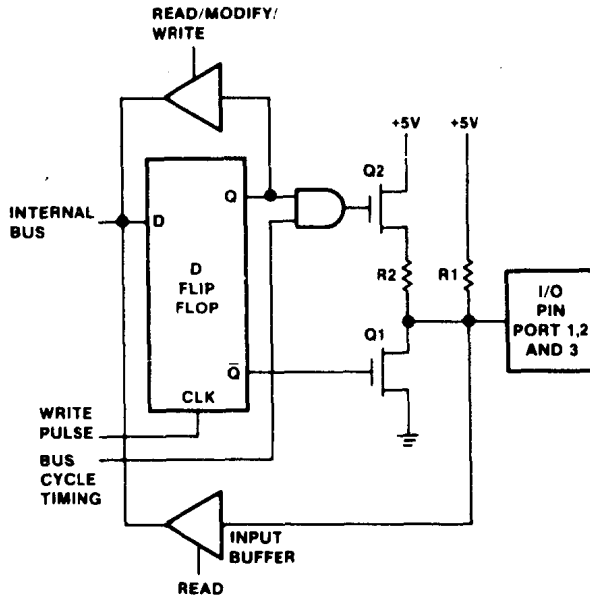 READ/MODIFY/
WRITE
+5V
+5V
Q2
Q
INTERNAL
BUS
D
R2
R1
D
FLIP
FLOP
I/O
PIN
PORT 1,2
AND 3
Q1
Q̅
CLK
WRITE
PULSE
BUS
CYCLE
TIMING
INPUT
BUFFER
READ